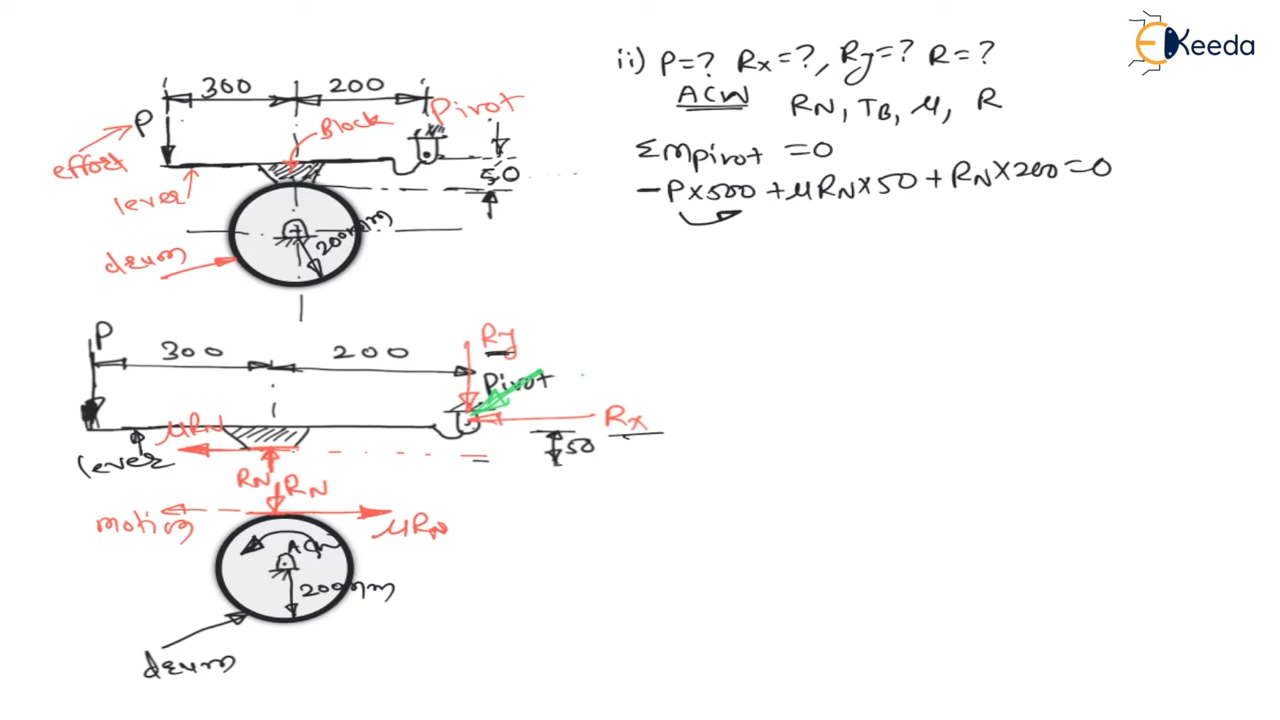 Keeda
ii) P=? Rx=?, Ry=? R=?
ACW RN, TB, μ, R
ΣMpivot =0
-P×500 +μRN×50 + RN×200=0
300 200
Pivot
P
Block
effort
50
lever
200mm
drum
P
Ry
300 200
Pivot
μRN
Rx
lever
50
RN
RN
motion
μRN
ACW
200mm
drum